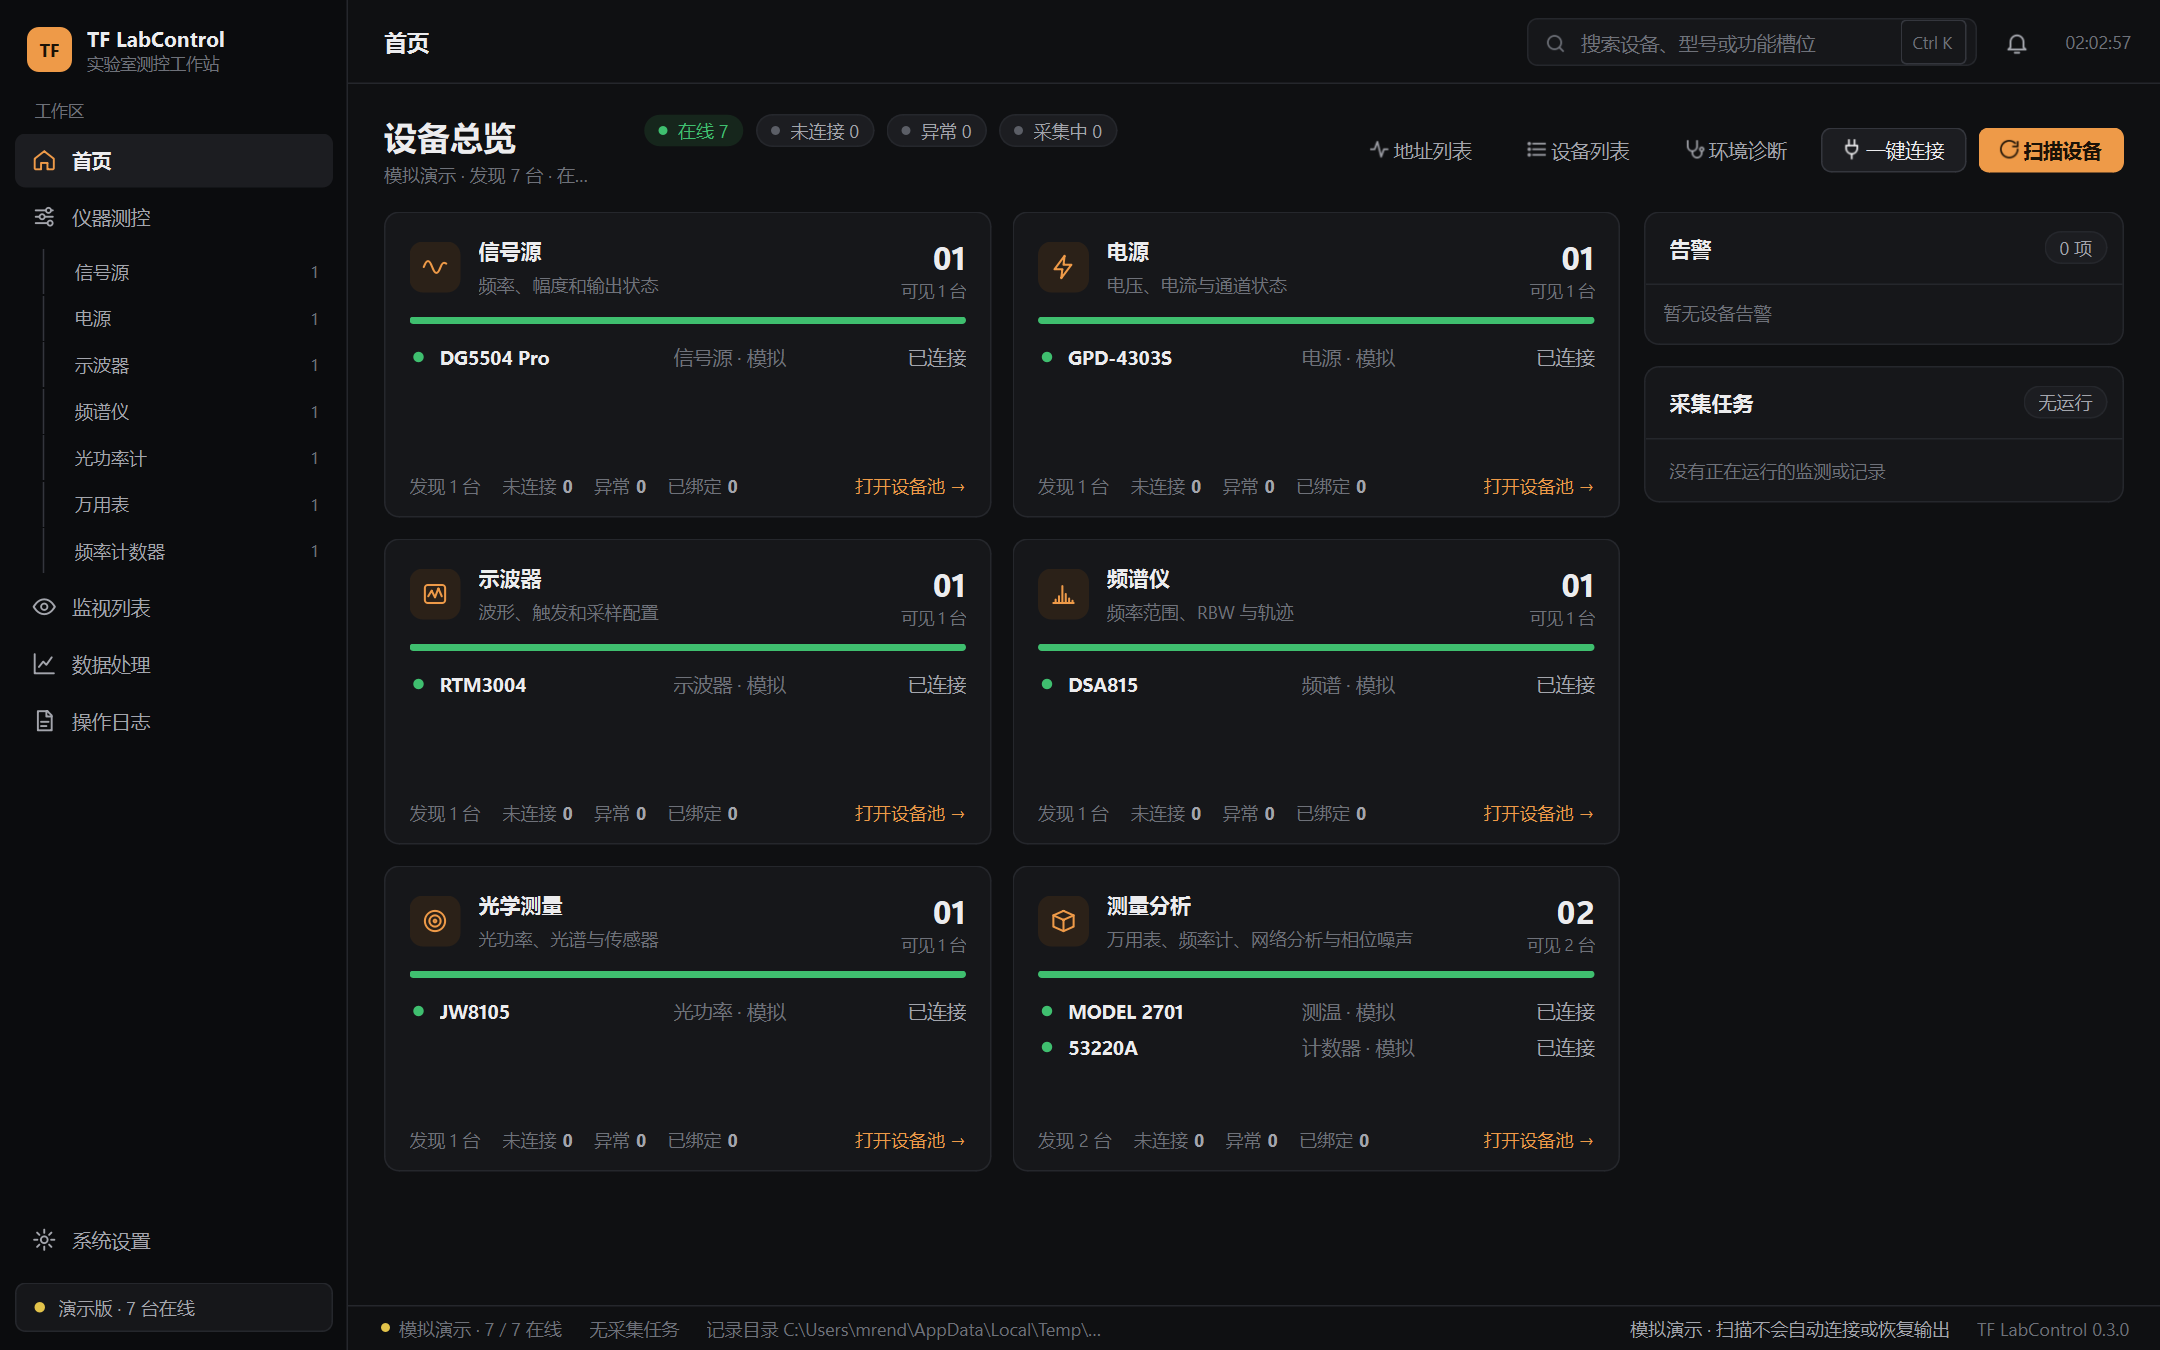 TF
TF LabControl
实验室测控工作站
工作区
首页
仪器测控
信号源 1
电源 1
示波器 1
频谱仪 1
光功率计 1
万用表 1
频率计数器 1
监视列表
数据处理
操作日志
系统设置
演示版 · 7 台在线
首页
搜索设备、型号或功能槽位 Ctrl K
02:02:57
设备总览
模拟演示 · 发现 7 台 · 在...
在线 7 未连接 0 异常 0 采集中 0
地址列表 设备列表 环境诊断 一键连接 扫描设备
信号源
频率、幅度和输出状态
01
可见 1 台
DG5504 Pro 信号源 · 模拟 已连接
发现 1 台 未连接 0 异常 0 已绑定 0 打开设备池 →
电源
电压、电流与通道状态
01
可见 1 台
GPD-4303S 电源 · 模拟 已连接
发现 1 台 未连接 0 异常 0 已绑定 0 打开设备池 →
示波器
波形、触发和采样配置
01
可见 1 台
RTM3004 示波器 · 模拟 已连接
发现 1 台 未连接 0 异常 0 已绑定 0 打开设备池 →
频谱仪
频率范围、RBW 与轨迹
01
可见 1 台
DSA815 频谱 · 模拟 已连接
发现 1 台 未连接 0 异常 0 已绑定 0 打开设备池 →
光学测量
光功率、光谱与传感器
01
可见 1 台
JW8105 光功率 · 模拟 已连接
发现 1 台 未连接 0 异常 0 已绑定 0 打开设备池 →
测量分析
万用表、频率计、网络分析与相位噪声
02
可见 2 台
MODEL 2701 测温 · 模拟 已连接
53220A 计数器 · 模拟 已连接
发现 2 台 未连接 0 异常 0 已绑定 0 打开设备池 →
告警 0 项
暂无设备告警
采集任务 无运行
没有正在运行的监测或记录
模拟演示 · 7 / 7 在线 无采集任务 记录目录 C:\Users\mrend\AppData\Local\Temp\...
模拟演示 · 扫描不会自动连接或恢复输出 TF LabControl 0.3.0